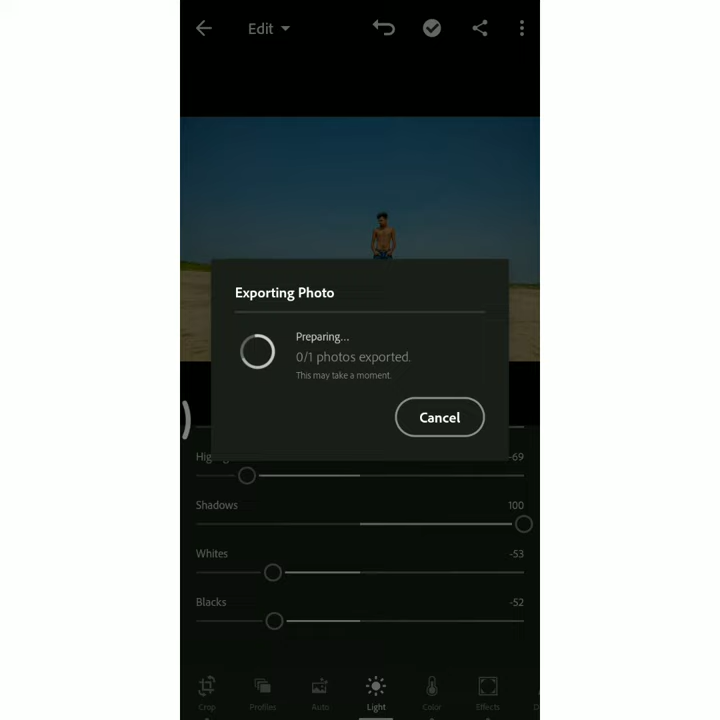 Edit
Exporting Photo
Preparing...
0/1 photos exported.
This may take a moment.
Cancel
-69
Shadows 100
Whites -53
Blacks -52
Crop Profiles Auto Light Color Effects